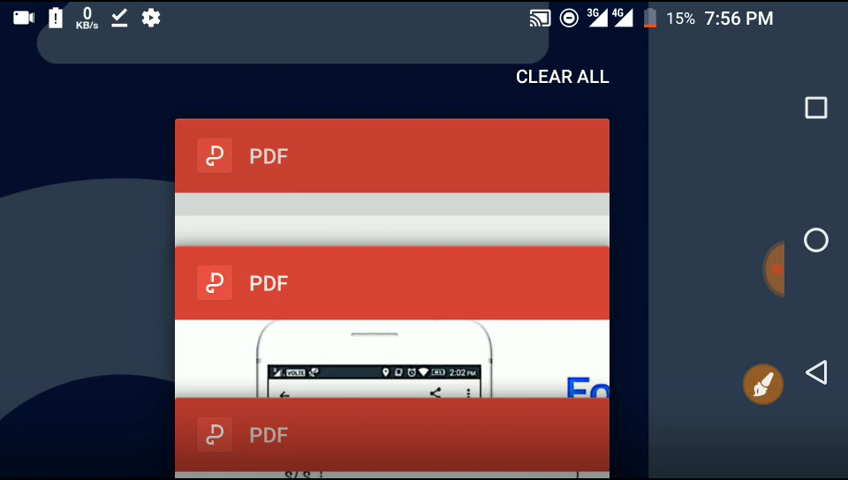 0
KB/s
3G 4G 15% 7:56 PM
CLEAR ALL
PDF
PDF
VOLTE 2:02 PM
Fo
PDF
S/S :